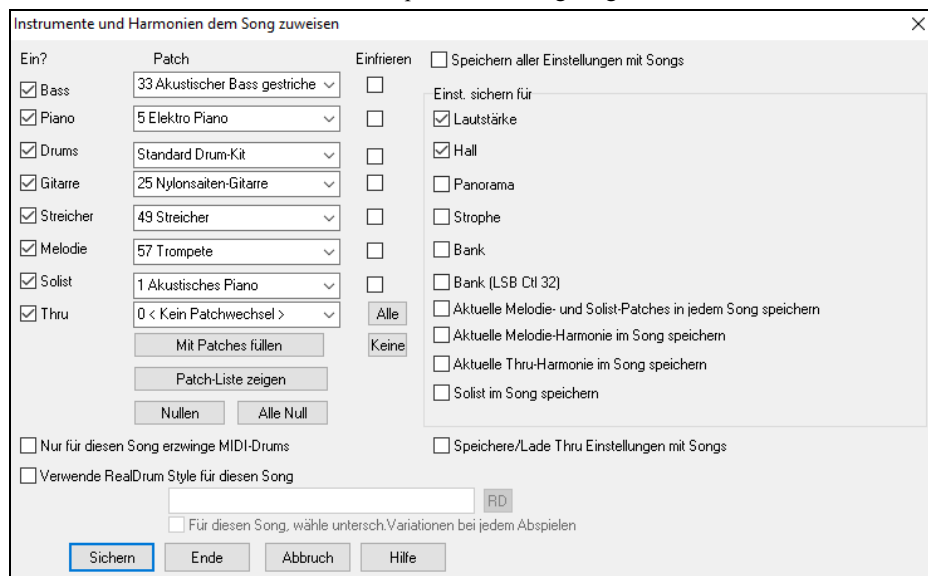 Instrumente und Harmonien dem Song zuweisen
Ein? Patch Einfrieren
Bass 33 Akustischer Bass gestriche
Piano 5 Elektro Piano
Drums Standard Drum-Kit
Gitarre 25 Nylonsaiten-Gitarre
Streicher 49 Streicher
Melodie 57 Trompete
Solist 1 Akustisches Piano
Thru 0 < Kein Patchwechsel > Alle
Mit Patches füllen Keine
Patch-Liste zeigen
Nullen Alle Null
Speichern aller Einstellungen mit Songs
Einst. sichern für
Lautstärke
Hall
Panorama
Strophe
Bank
Bank (LSB Ctl 32)
Aktuelle Melodie- und Solist-Patches in jedem Song speichern
Aktuelle Melodie-Harmonie im Song speichern
Aktuelle Thru-Harmonie im Song speichern
Solist im Song speichern
Nur für diesen Song erzwinge MIDI-Drums
Speichere/Lade Thru Einstellungen mit Songs
Verwende RealDrum Style für diesen Song
RD
Für diesen Song, wähle untersch.Variationen bei jedem Abspielen
Sichern Ende Abbruch Hilfe